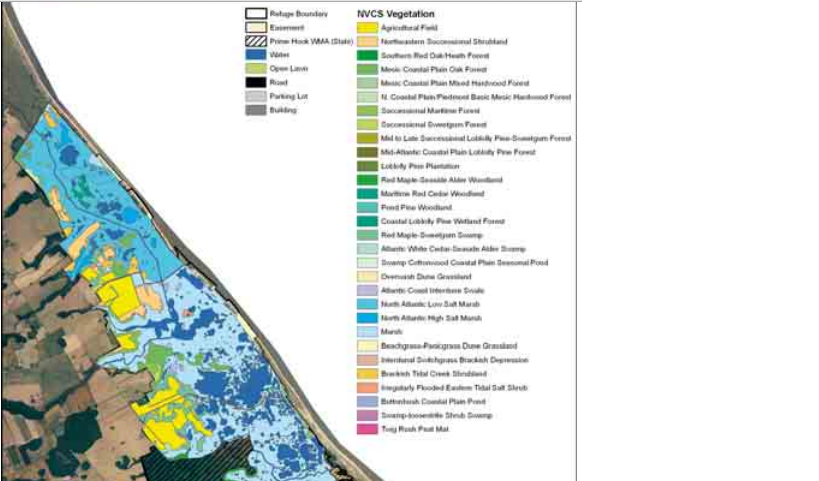 Refuge Boundary
Easement
Prime Hook WMA (State)
Water
Open Lawn
Road
Parking Lot
Building
NVCS Vegetation
Agricultural Field
Northeastern Successional Shrubland
Southern Red Oak/Heath Forest
Mesic Coastal Plain Oak Forest
Mesic Coastal Plain Mixed Hardwood Forest
N. Coastal Plain/Piedmont Basic Mesic Hardwood Forest
Successional Maritime Forest
Successional Sweetgum Forest
Mid to Late Successional Loblolly Pine-Sweetgum Forest
Mid-Atlantic Coastal Plain Loblolly Pine Forest
Loblolly Pine Plantation
Red Maple-Seaside Alder Woodland
Maritime Red Cedar Woodland
Pond Pine Woodland
Coastal Loblolly Pine Wetland Forest
Red Maple-Sweetgum Swamp
Atlantic White Cedar-Seaside Alder Swamp
Swamp Cottonwood Coastal Plain Seasonal Pond
Overwash Dune Grassland
Atlantic Coast Interdune Swale
North Atlantic Low Salt Marsh
North Atlantic High Salt Marsh
Marsh
Beachgrass-Panicgrass Dune Grassland
Interdunal Switchgrass Brackish Depression
Brackish Tidal Creek Shrubland
Irregularly Flooded Eastern Tidal Salt Shrub
Buttonbush Coastal Plain Pond
Swamp-loosestrife Shrub Swamp
Twig Rush Peat Mat